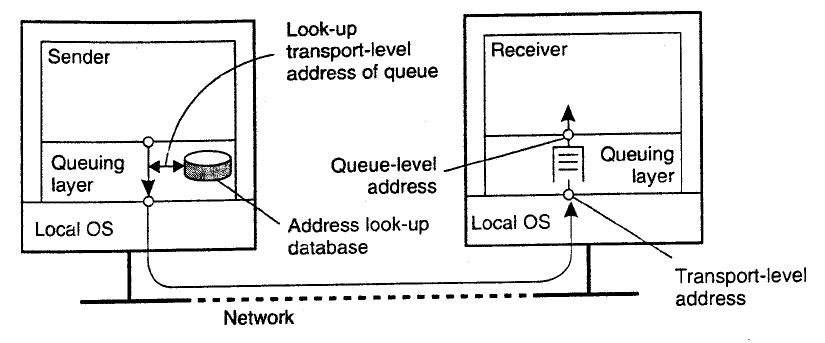 Look-up
transport-level
address of queue
Sender
Receiver
Queuing
layer
Queue-level
address
Queuing
layer
Local OS
Address look-up
database
Local OS
Transport-level
address
Network